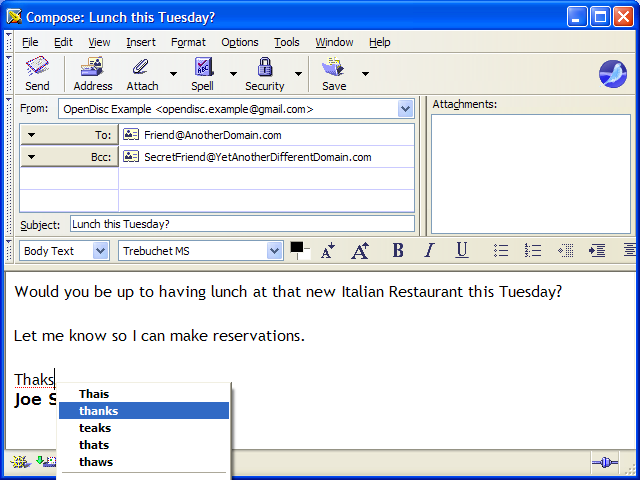 Compose: Lunch this Tuesday?
File Edit View Insert Format Options Tools Window Help
Send Address Attach Spell Security Save
From: OpenDisc Example <opendisc.example@gmail.com>
Attachments:
To: Friend@AnotherDomain.com
Bcc: SecretFriend@YetAnotherDifferentDomain.com
Subject: Lunch this Tuesday?
Body Text Trebuchet MS A A B I U
Would you be up to having lunch at that new Italian Restaurant this Tuesday?
Let me know so I can make reservations.
Thaks
Joe S
Thais
thanks
teaks
thats
thaws